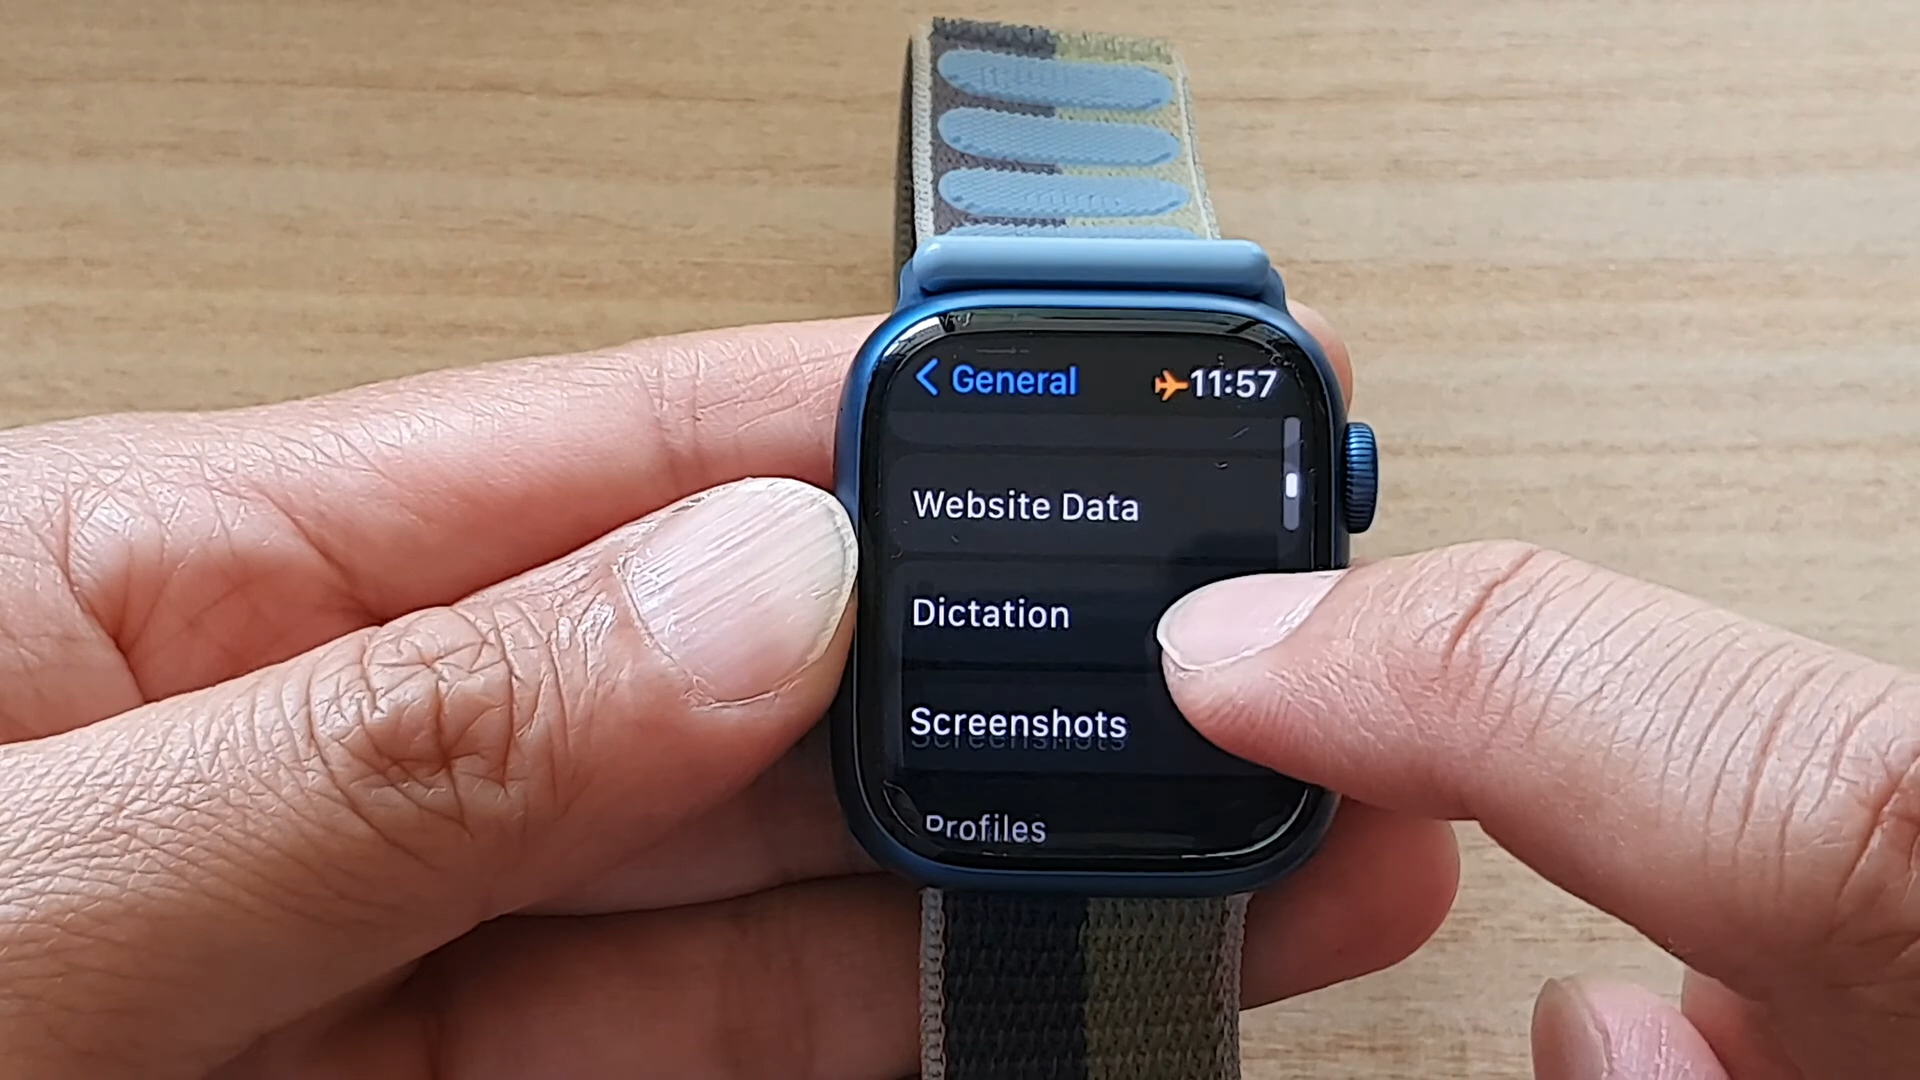 General 11:57
Website Data
Dictation
Screenshots
Profiles